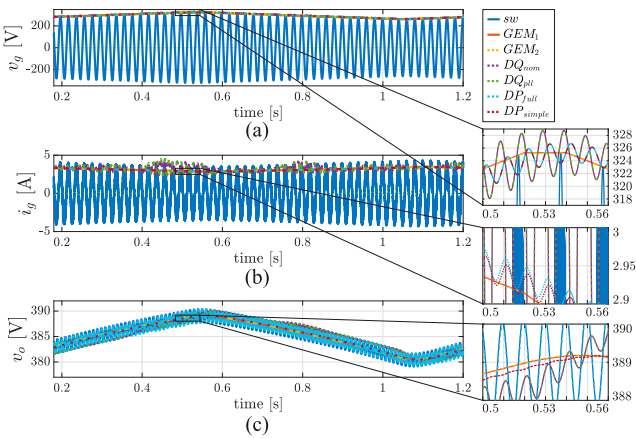 v_g [V]
200
0
-200
0.2 0.4 0.6 0.8 1 1.2
time [s]
(a)
sw
GEM_1
GEM_2
DQ_nom
DQ_pll
DP_full
DP_simple
328
326
324
322
320
318
0.5 0.53 0.56
i_g [A]
5
0
-5
0.2 0.4 0.6 0.8 1 1.2
time [s]
(b)
3
2.95
2.9
0.5 0.53 0.56
v_o [V]
390
385
380
0.2 0.4 0.6 0.8 1 1.2
time [s]
(c)
390
389
388
0.5 0.53 0.56